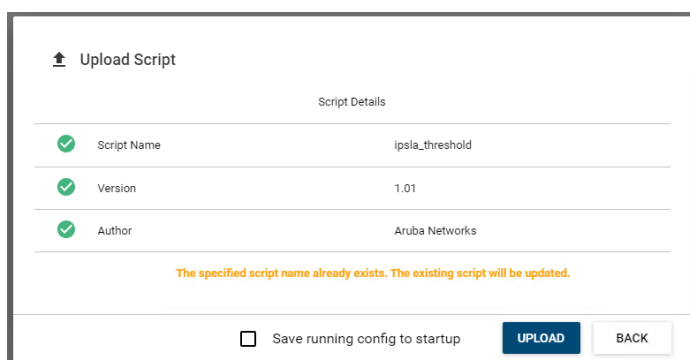 Upload Script
Script Details
Script Name ipsla_threshold
Version 1.01
Author Aruba Networks
The specified script name already exists. The existing script will be updated.
Save running config to startup UPLOAD BACK